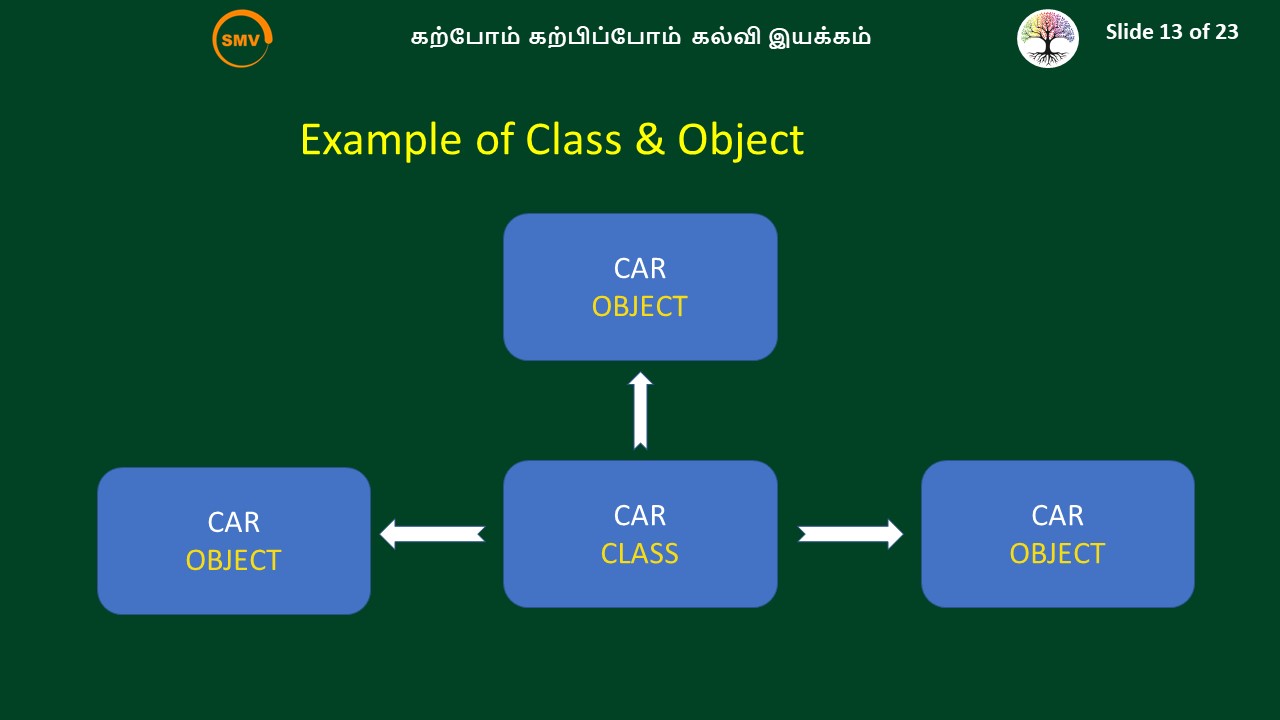 SMV
கற்போம் கற்பிப்போம் கல்வி இயக்கம்
Slide 13 of 23
Example of Class & Object
CAR
OBJECT
CAR
OBJECT
CAR
CLASS
CAR
OBJECT